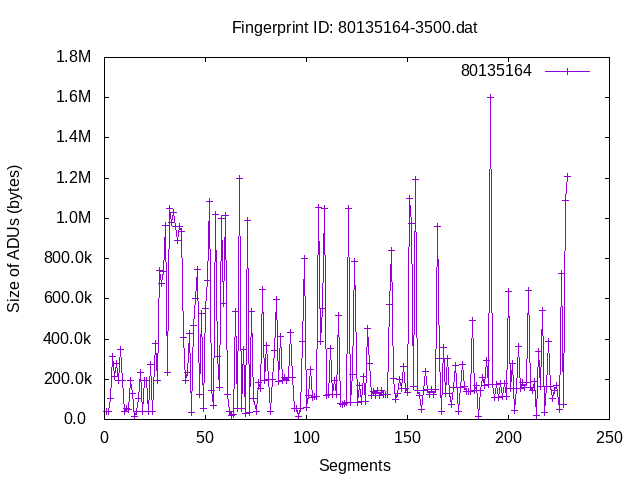 Fingerprint ID: 80135164-3500.dat
80135164
1.8M
1.6M
1.4M
1.2M
1.0M
800.0k
600.0k
400.0k
200.0k
0.0
Size of ADUs (bytes)
0 50 100 150 200 250
Segments